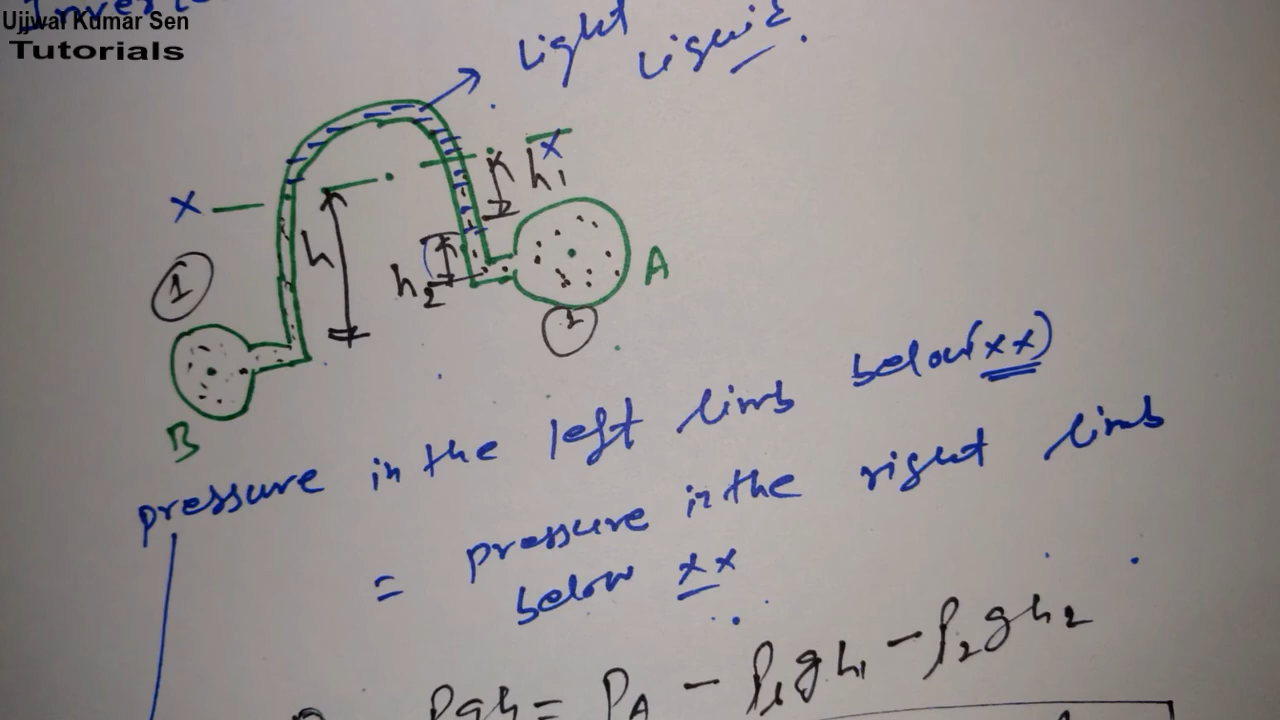 Ujjwal Kumar Sen
Tutorials
Light
Liquid.
X
X
h1
h
h2
1
A
B
pressure in the left limb below (xx)
= pressure in the right limb
below xx
ρgh = PA - ρ1gh1 - ρ2gh2